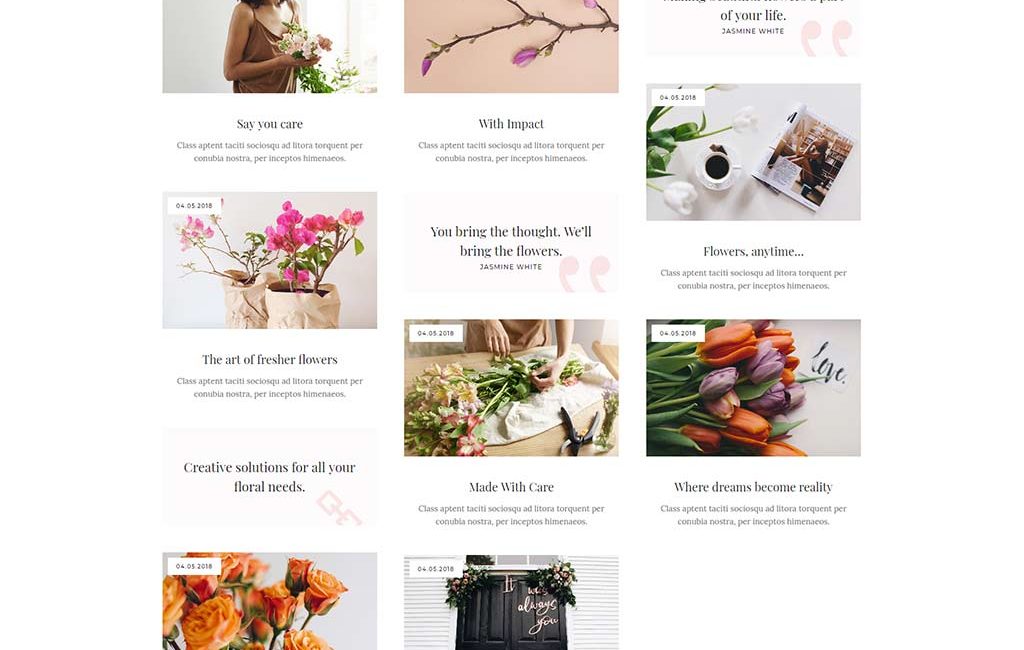 Say you care
Class aptent taciti sociosqu ad litora torquent per
conubia nostra, per inceptos himenaeos.
04.05.2018
The art of fresher flowers
Class aptent taciti sociosqu ad litora torquent per
conubia nostra, per inceptos himenaeos.
Creative solutions for all your
floral needs.
04.05.2018
With Impact
Class aptent taciti sociosqu ad litora torquent per
conubia nostra, per inceptos himenaeos.
You bring the thought. We'll
bring the flowers.
JASMINE WHITE
04.05.2018
Made With Care
Class aptent taciti sociosqu ad litora torquent per
conubia nostra, per inceptos himenaeos.
04.05.2018
It was
always
you
of your life.
JASMINE WHITE
04.05.2018
Flowers, anytime...
Class aptent taciti sociosqu ad litora torquent per
conubia nostra, per inceptos himenaeos.
04.05.2018
love.
Where dreams become reality
Class aptent taciti sociosqu ad litora torquent per
conubia nostra, per inceptos himenaeos.